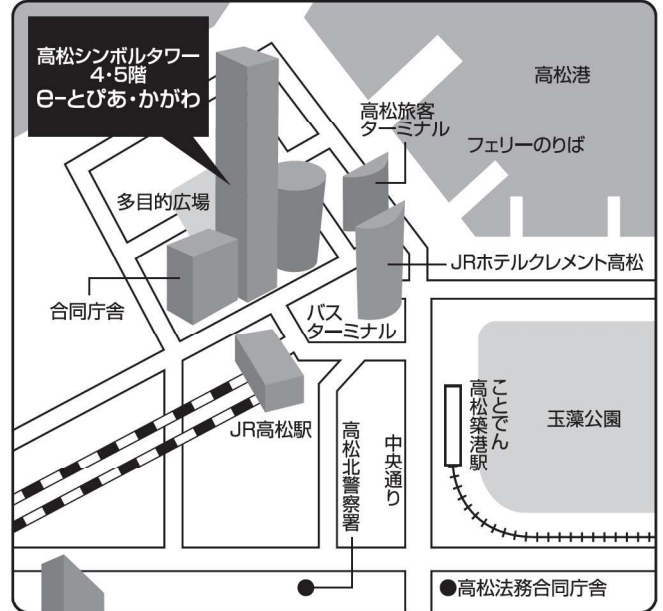 高松シンボルタワー
4・5階
e-とぴあ・かがわ
高松港
高松旅客
ターミナル
フェリーのりば
多目的広場
JRホテルクレメント高松
合同庁舎
バス
ターミナル
JR高松駅
ことでん
高松築港駅
玉藻公園
高松北警察署
中央通り
●高松法務合同庁舎